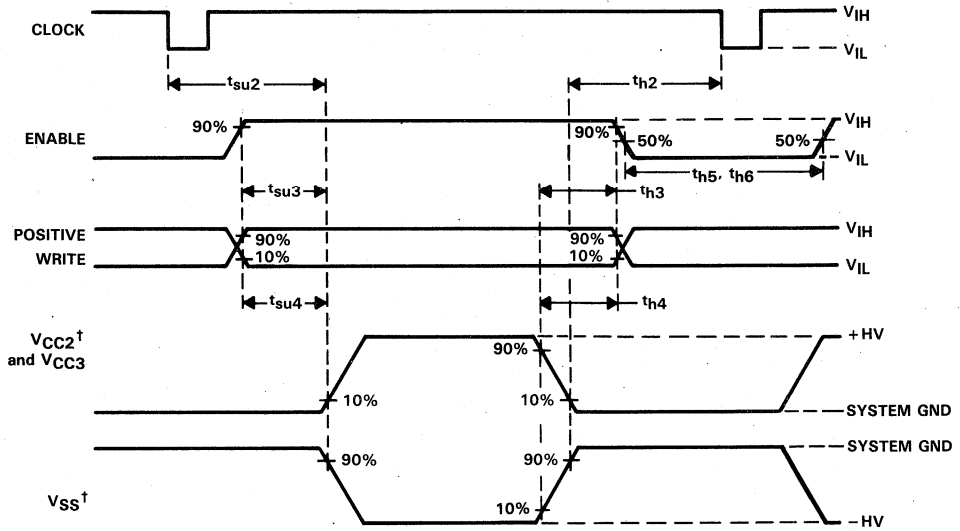 CLOCK
VIH
VIL
tsu2
th2
ENABLE
90%
90%
50%
50%
VIH
VIL
tsu3
th3
th5, th6
POSITIVE
WRITE
90%
10%
90%
10%
VIH
VIL
tsu4
th4
VCC2†
and VCC3
90%
10%
10%
+HV
SYSTEM GND
VSS†
90%
90%
10%
SYSTEM GND
−HV